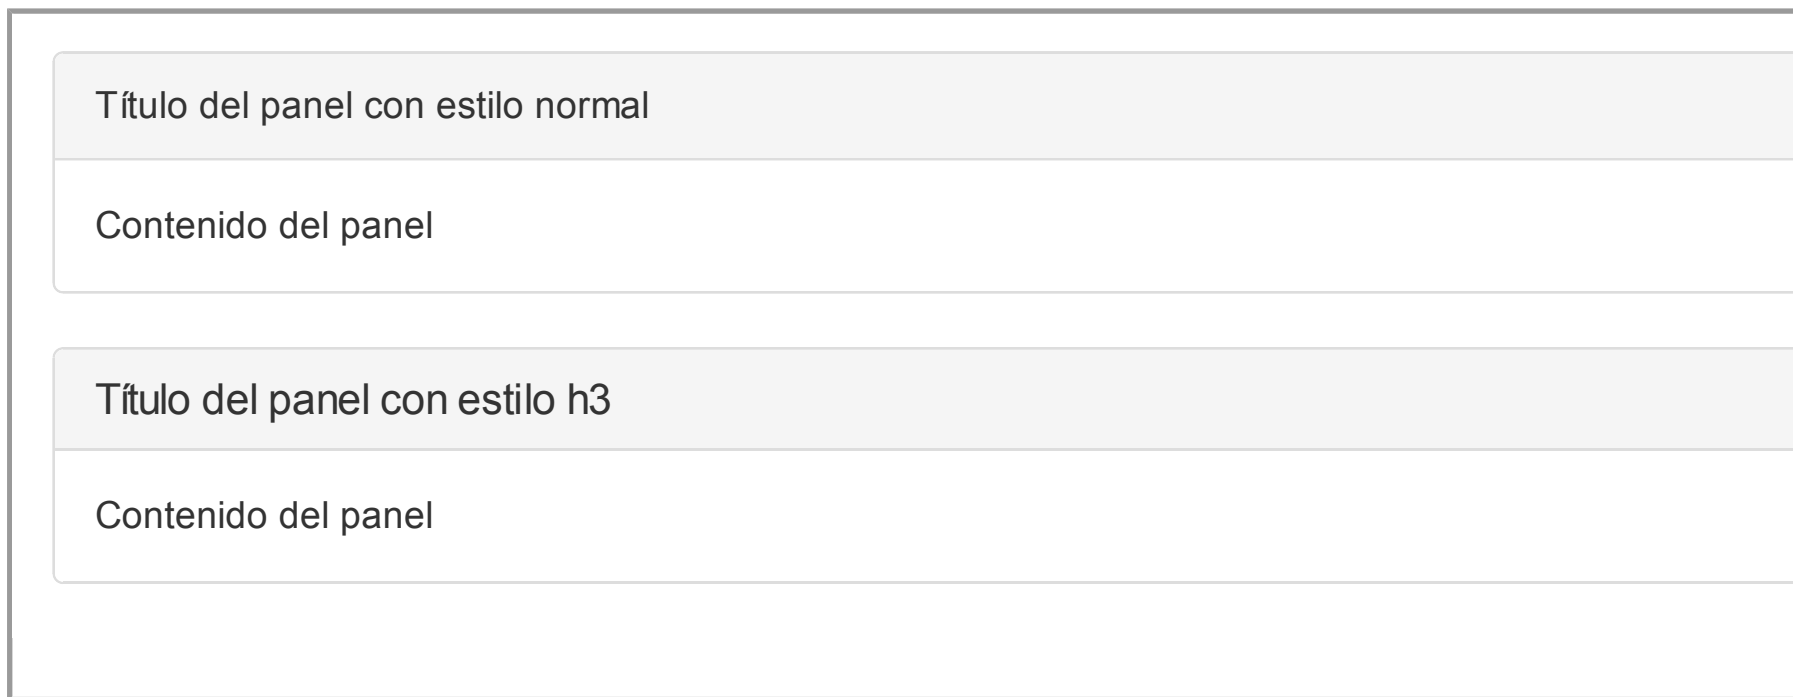 Título del panel con estilo normal
Contenido del panel
Título del panel con estilo h3
Contenido del panel